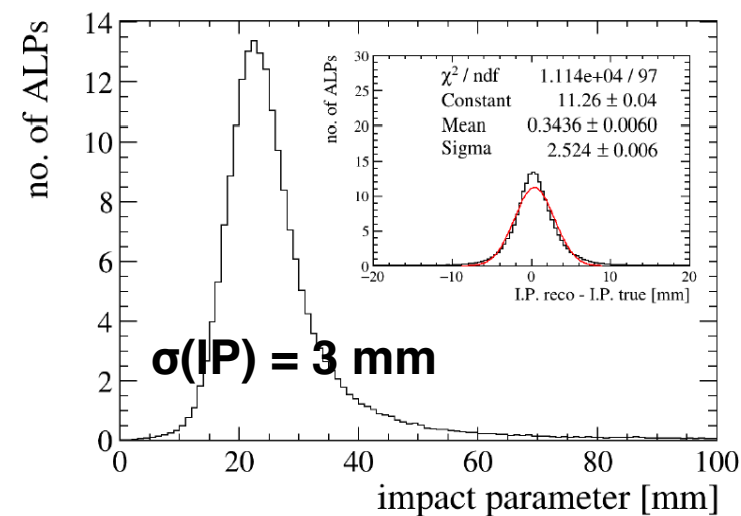 no. of ALPs
14
12
10
8
6
4
2
0
0 20 40 60 80 100
impact parameter [mm]
σ(IP) = 3 mm
no. of ALPs
30
25
20
15
10
5
0
−20 −10 0 10 20
I.P. reco - I.P. true [mm]
χ² / ndf 1.114e+04 / 97
Constant 11.26 ± 0.04
Mean 0.3436 ± 0.0060
Sigma 2.524 ± 0.006